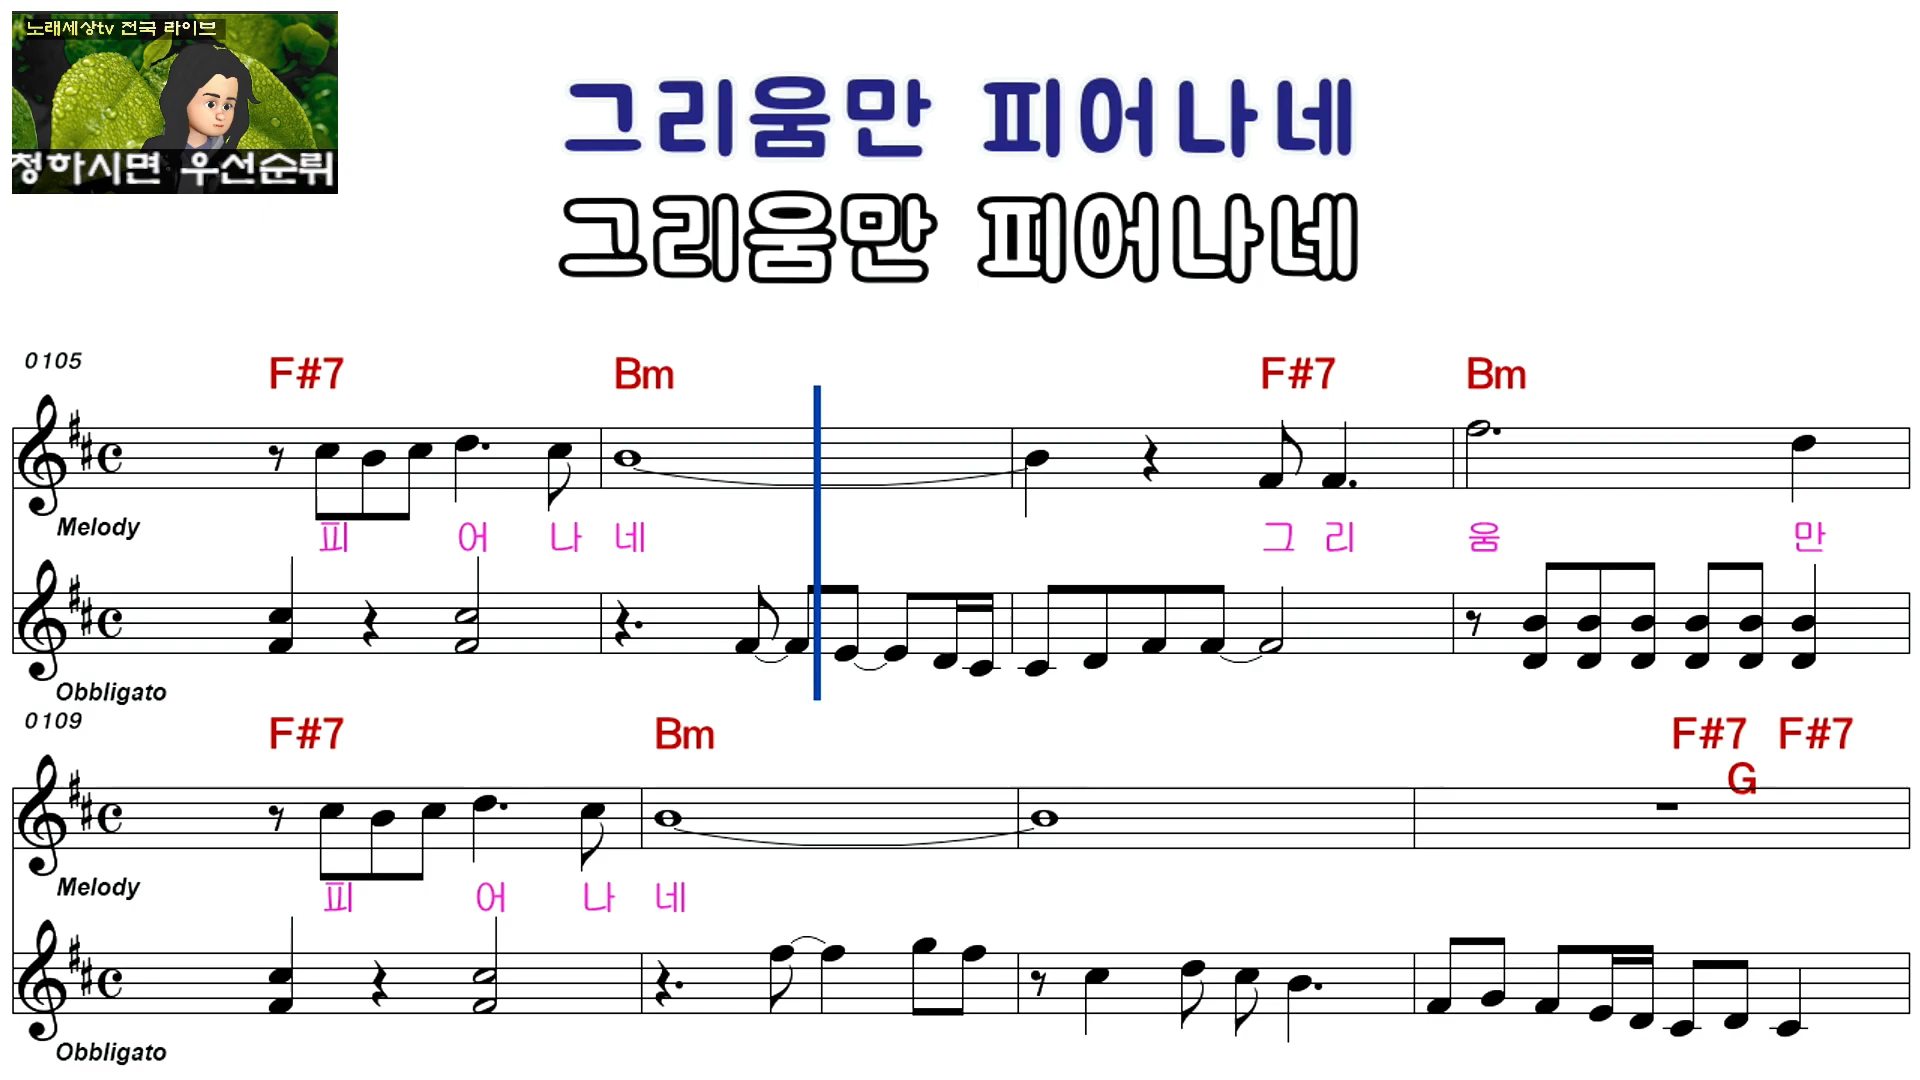 노래세상tv 전국 라이브
청하시면 우선순위
그리움만 피어나네
그리움만 피어나네
0105
F#7 Bm F#7 Bm
Melody
피 어 나 네 그 리 움 만
Obbligato
0109
F#7 Bm F#7 F#7
G
Melody
피 어 나 네
Obbligato